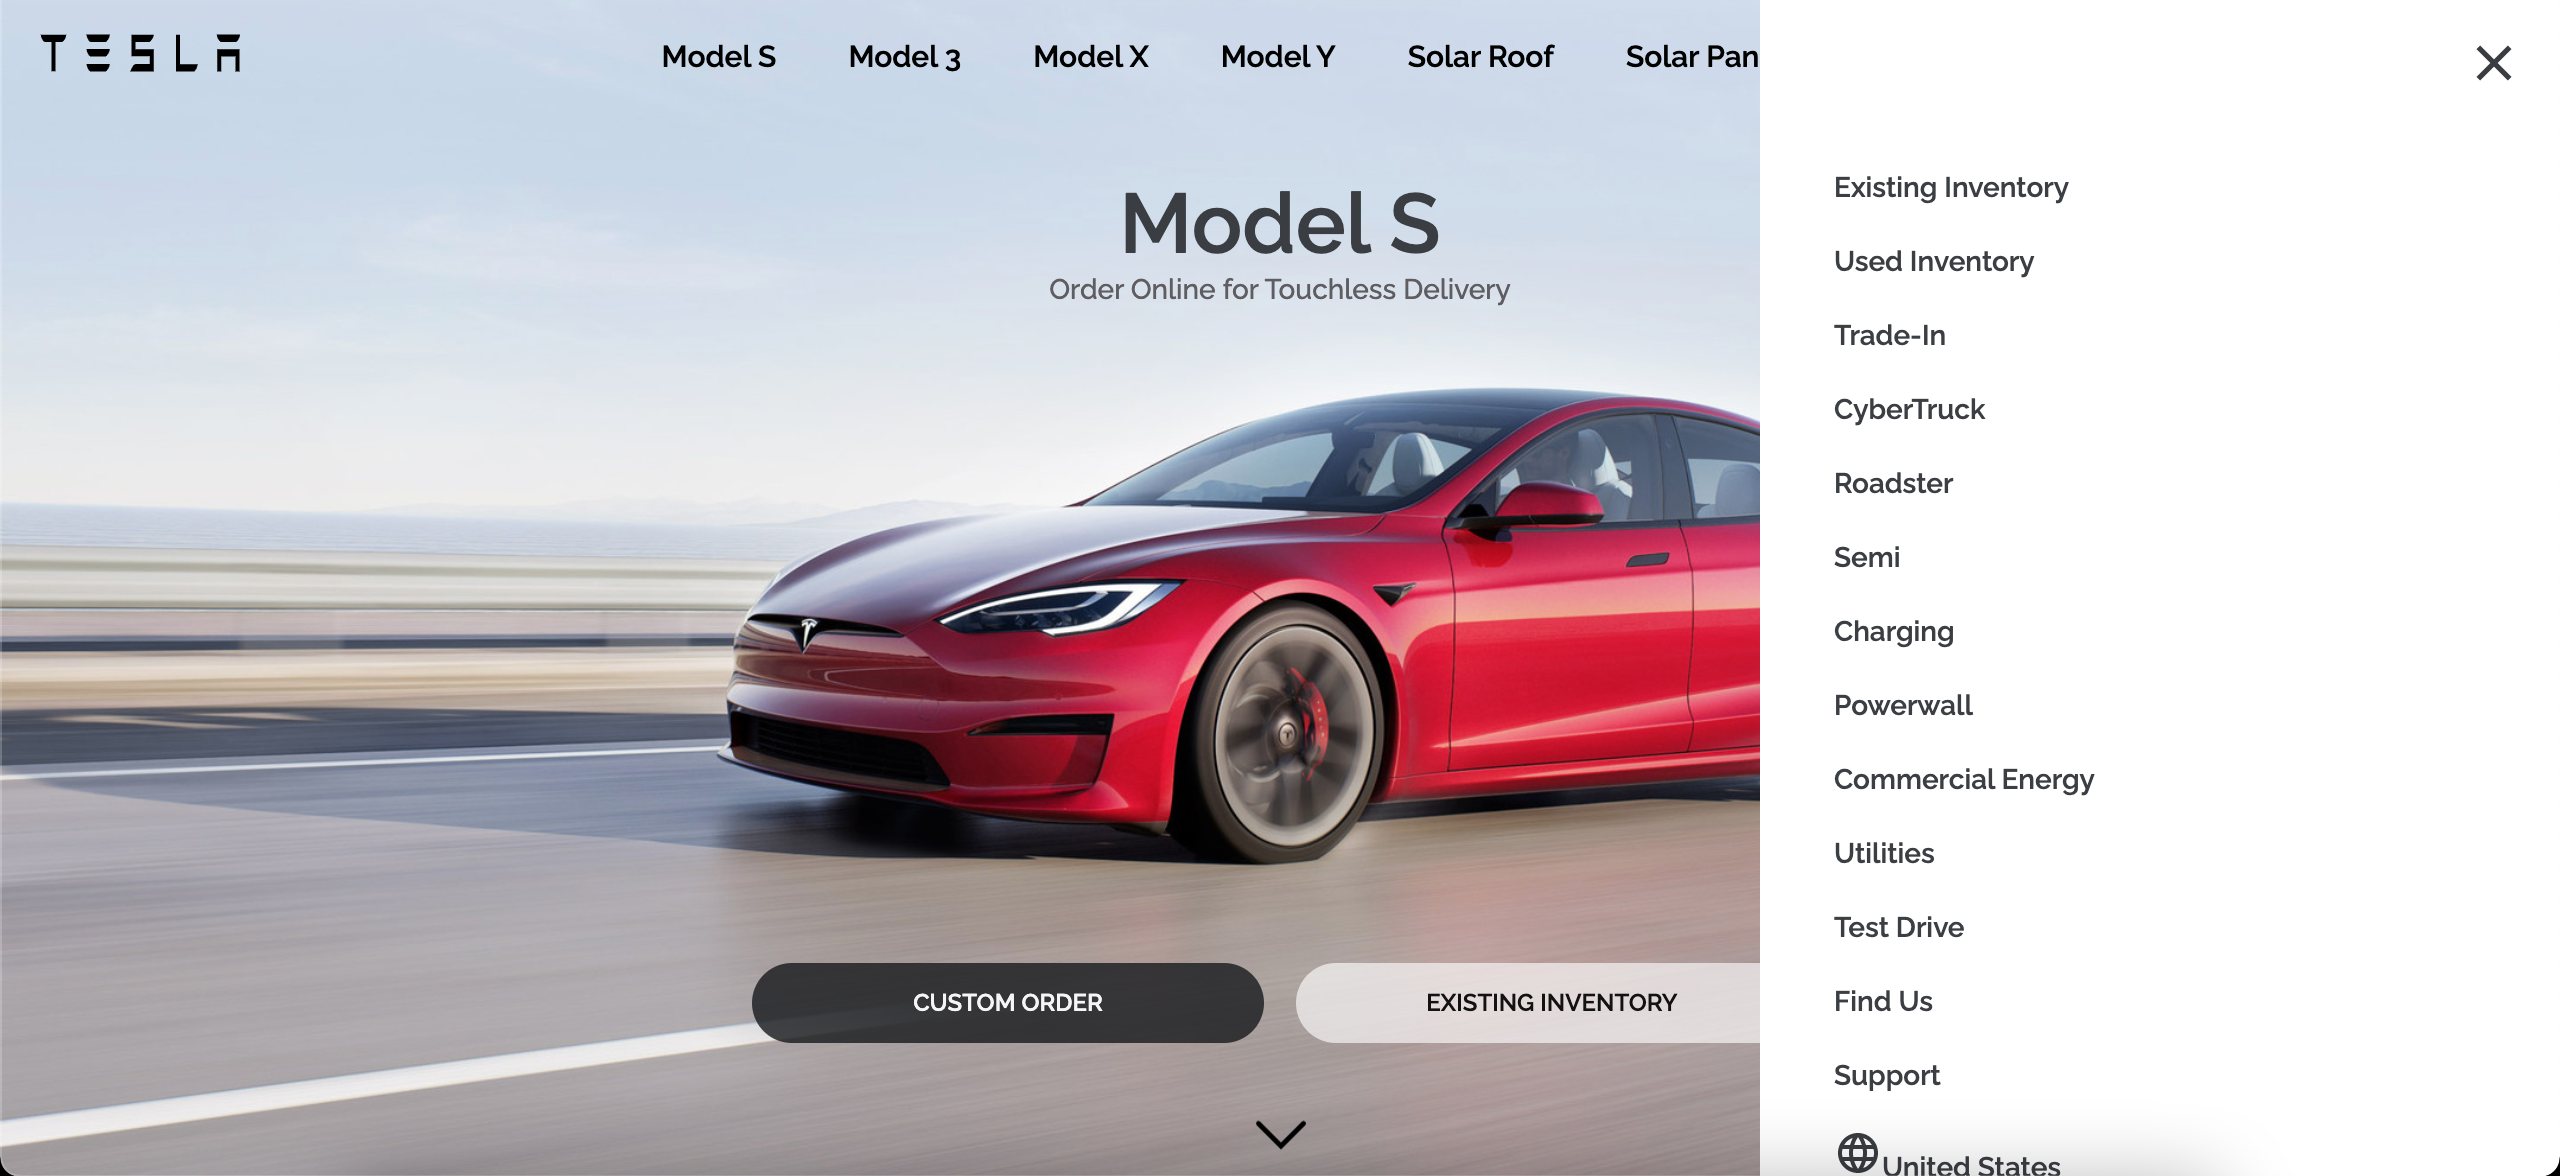 TESLA
Model S
Model 3
Model X
Model Y
Solar Roof
Solar Pan
Model S
Order Online for Touchless Delivery
CUSTOM ORDER
EXISTING INVENTORY
Existing Inventory
Used Inventory
Trade-In
CyberTruck
Roadster
Semi
Charging
Powerwall
Commercial Energy
Utilities
Test Drive
Find Us
Support
United States